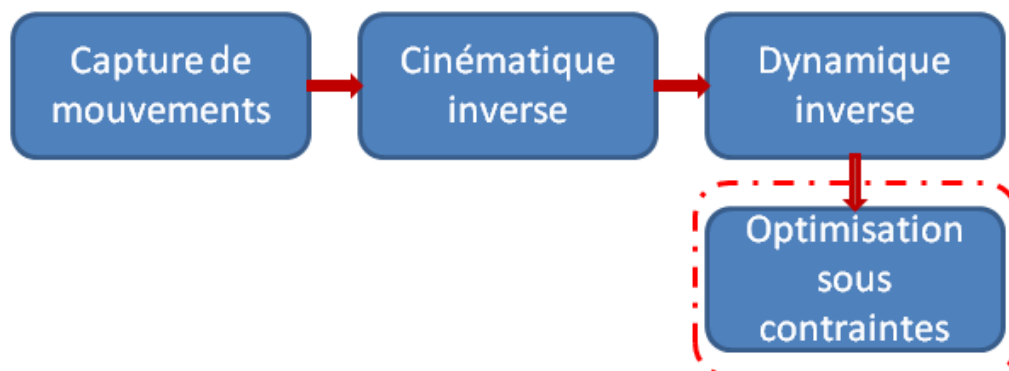 Capture de
mouvements
Cinématique
inverse
Dynamique
inverse
Optimisation
sous
contraintes